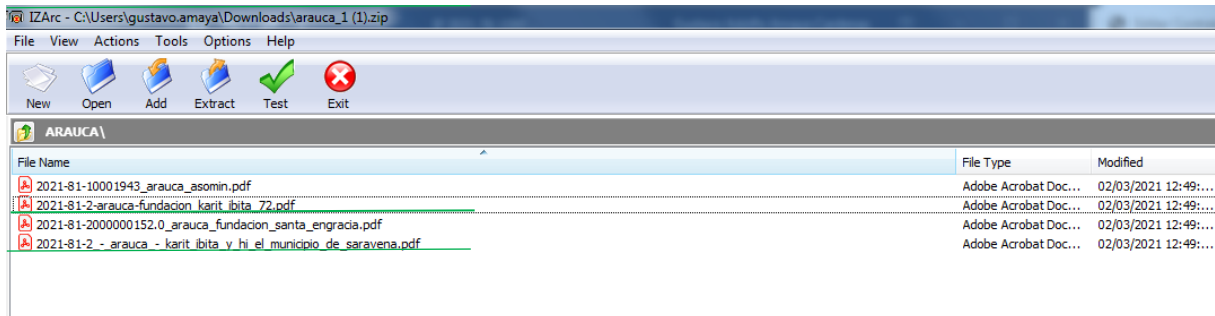 IZArc - C:\Users\gustavo.amaya\Downloads\arauca_1 (1).zip
File View Actions Tools Options Help
New Open Add Extract Test Exit
ARAUCA\
File Name File Type Modified
2021-81-10001943_arauca_asomin.pdf Adobe Acrobat Doc... 02/03/2021 12:49:...
2021-81-2-arauca-fundacion_karit_ibita_72.pdf Adobe Acrobat Doc... 02/03/2021 12:49:...
2021-81-2000000152.0_arauca_fundacion_santa_engracia.pdf Adobe Acrobat Doc... 02/03/2021 12:49:...
2021-81-2_-_arauca_-_karit_ibita_y_hi_el_municipio_de_saravena.pdf Adobe Acrobat Doc... 02/03/2021 12:49:...